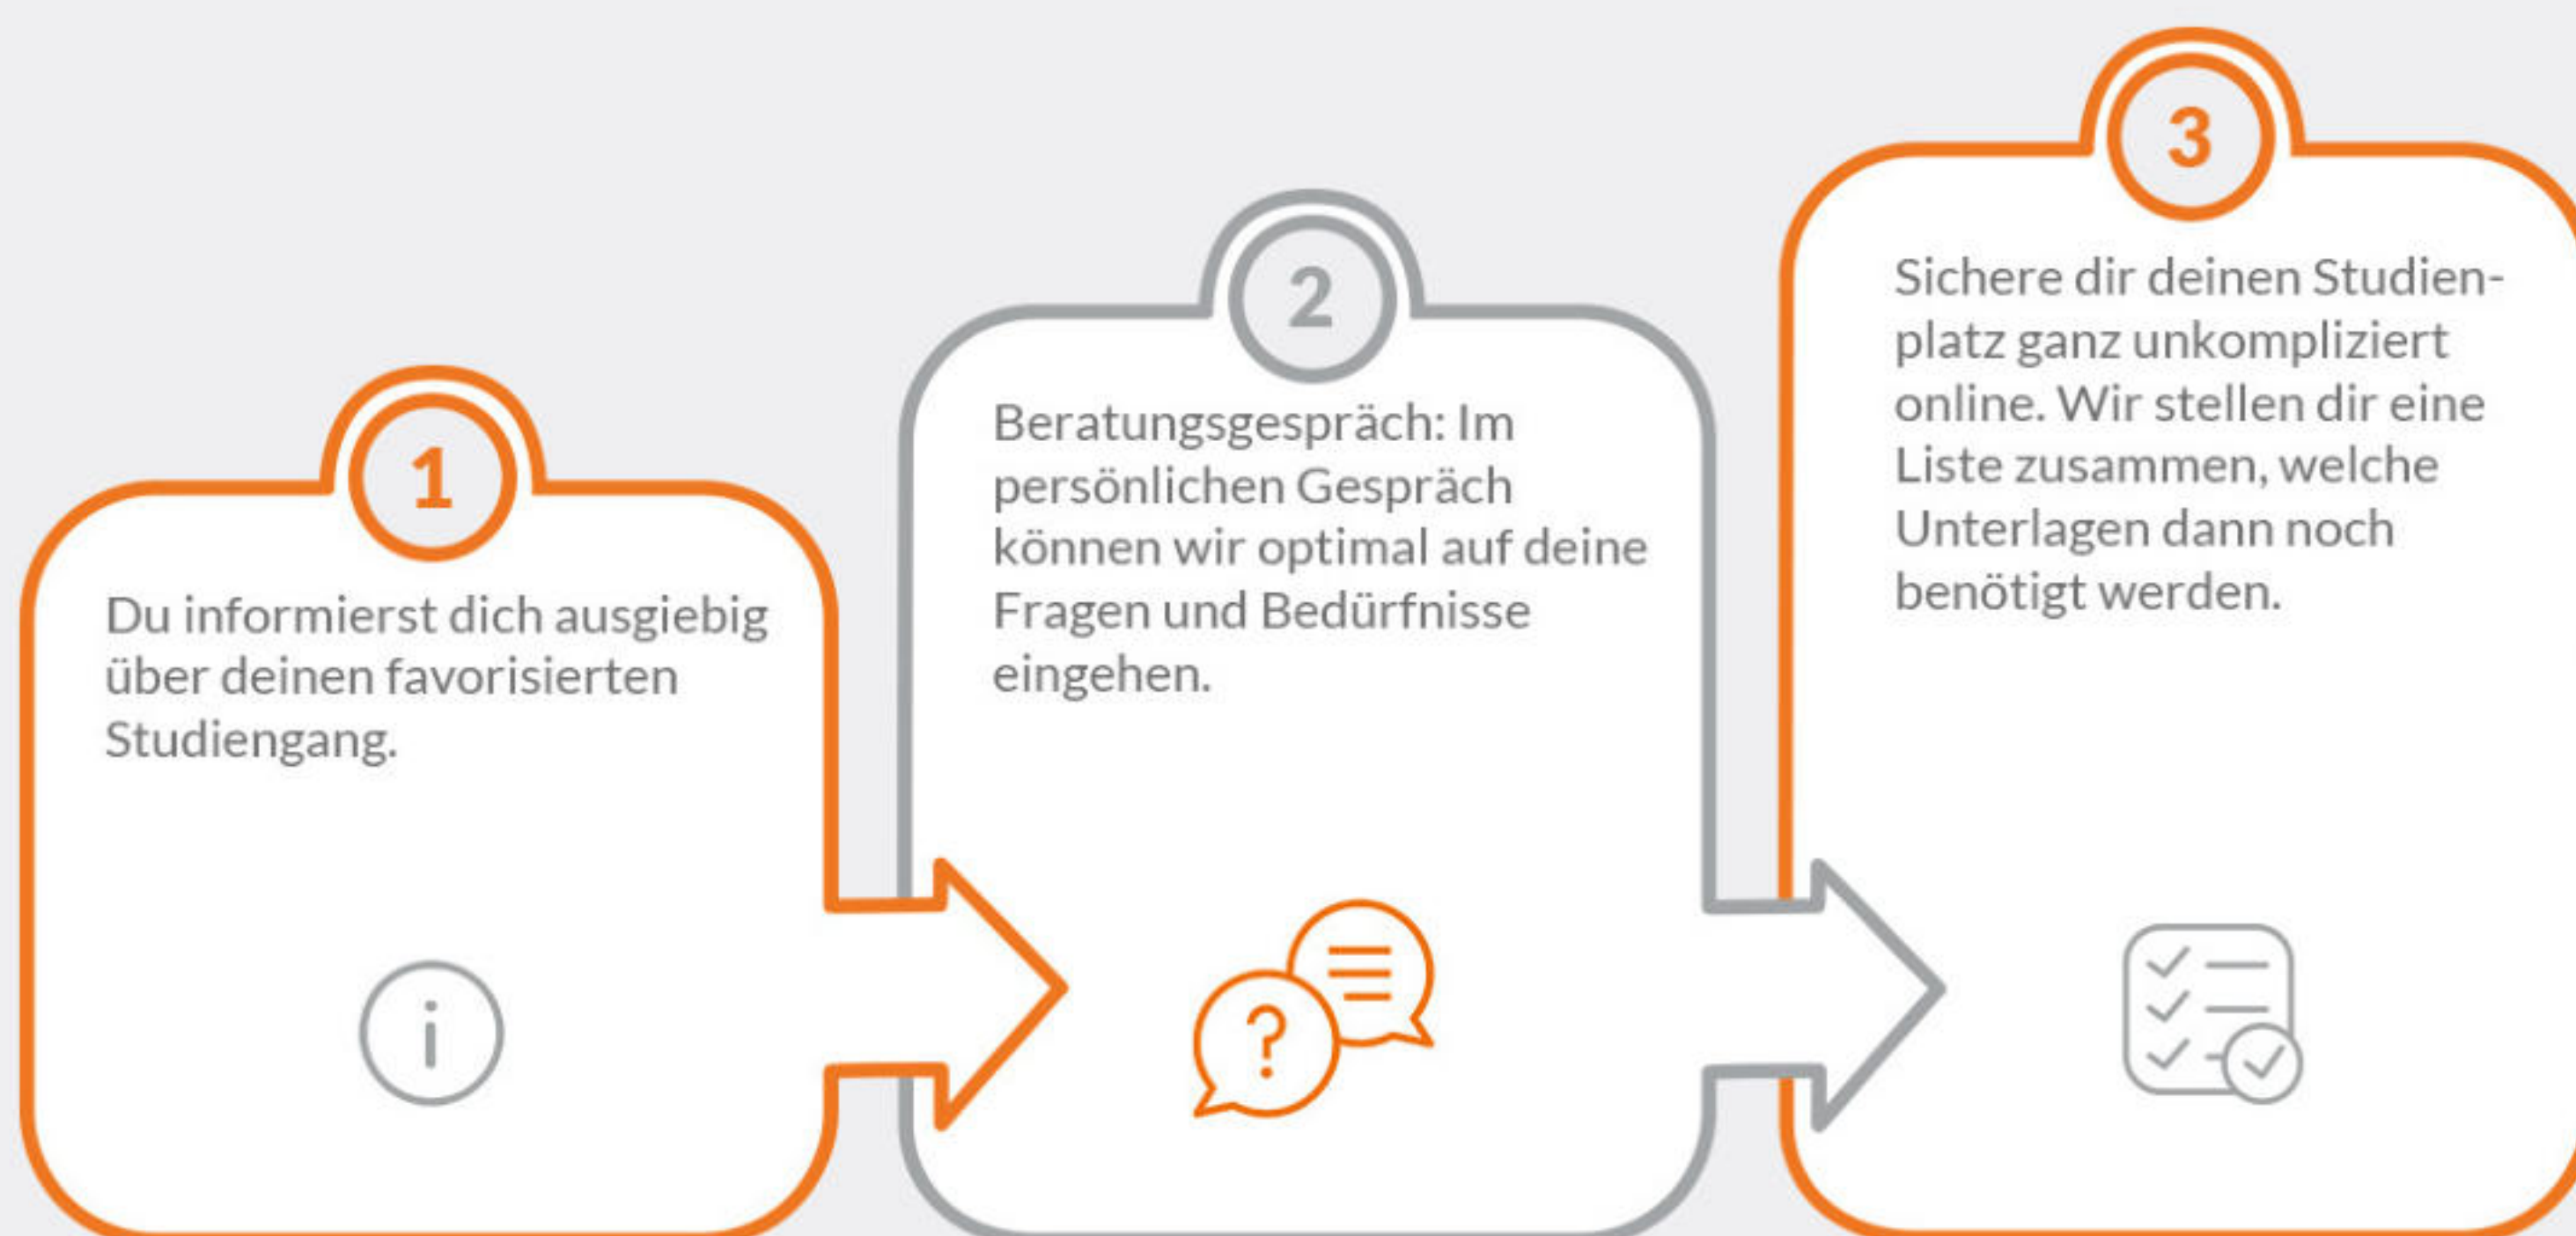 1
Du informierst dich ausgiebig
über deinen favorisierten
Studiengang.
i
2
Beratungsgespräch: Im
persönlichen Gespräch
können wir optimal auf deine
Fragen und Bedürfnisse
eingehen.
?
3
Sichere dir deinen Studien-
platz ganz unkompliziert
online. Wir stellen dir eine
Liste zusammen, welche
Unterlagen dann noch
benötigt werden.